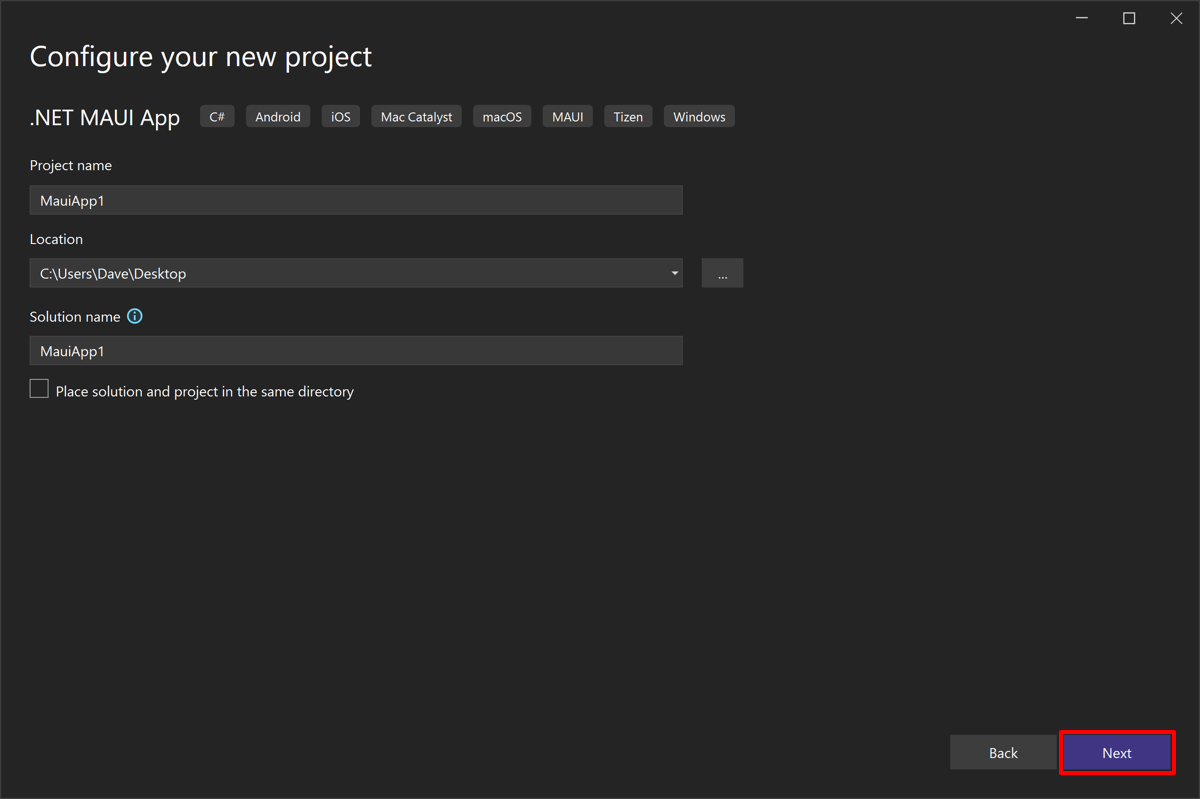 Configure your new project
.NET MAUI App C# Android iOS Mac Catalyst macOS MAUI Tizen Windows
Project name
MauiApp1
Location
C:\Users\Dave\Desktop
...
Solution name
MauiApp1
Place solution and project in the same directory
Back Next